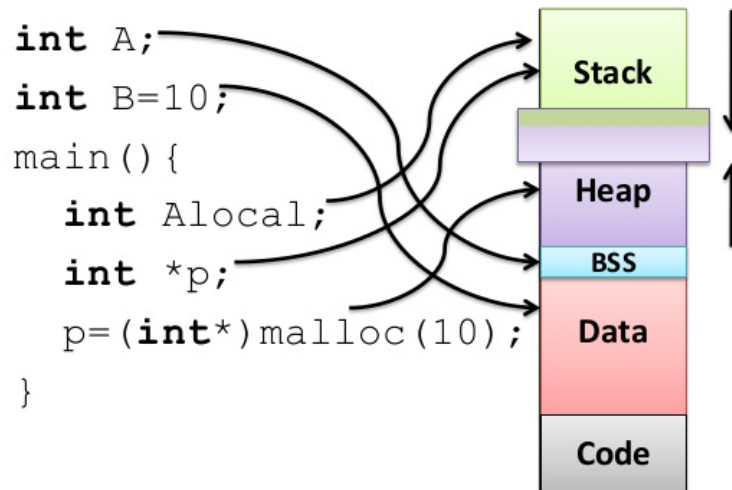 int A;
int B=10;
main(){
int Alocal;
int *p;
p=(int*)malloc(10);
}
Stack
Heap
BSS
Data
Code